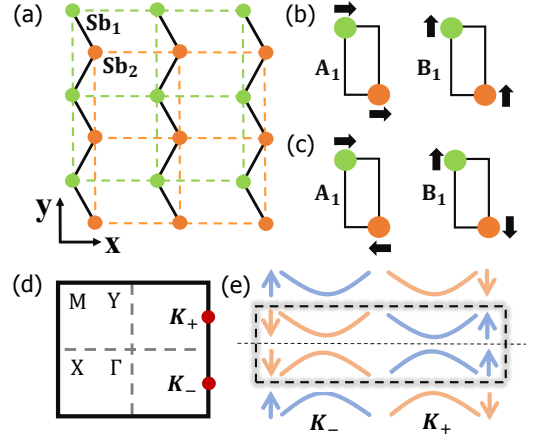 (a)
Sb₁
Sb₂
y
x
(b)
A₁
B₁
(c)
A₁
B₁
(d)
M Y
K₊
X Γ
K₋
(e)
K₋ K₊